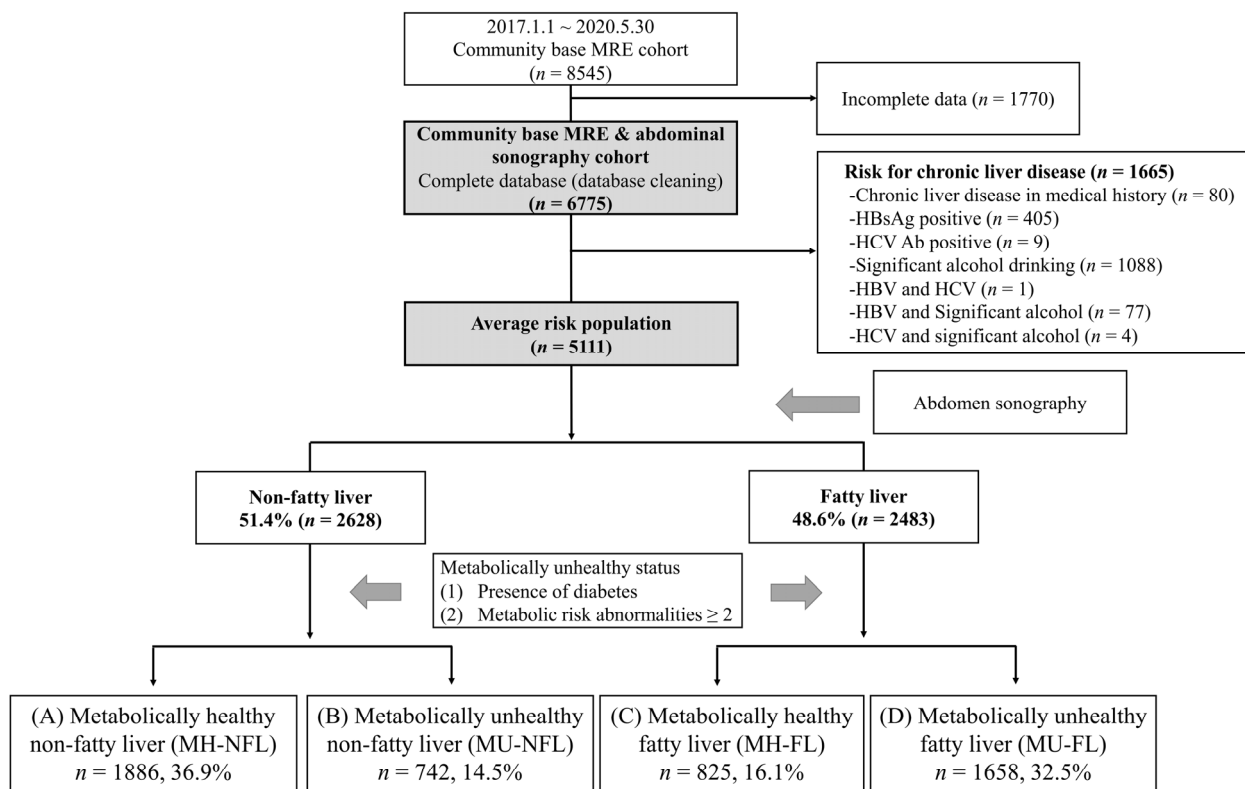 2017.1.1 ~ 2020.5.30
Community base MRE cohort
(n = 8545)
Incomplete data (n = 1770)
Community base MRE & abdominal
sonography cohort
Complete database (database cleaning)
(n = 6775)
Risk for chronic liver disease (n = 1665)
-Chronic liver disease in medical history (n = 80)
-HBsAg positive (n = 405)
-HCV Ab positive (n = 9)
-Significant alcohol drinking (n = 1088)
-HBV and HCV (n = 1)
-HBV and Significant alcohol (n = 77)
-HCV and significant alcohol (n = 4)
Average risk population
(n = 5111)
Abdomen sonography
Non-fatty liver
51.4% (n = 2628)
Fatty liver
48.6% (n = 2483)
Metabolically unhealthy status
(1) Presence of diabetes
(2) Metabolic risk abnormalities ≥ 2
(A) Metabolically healthy
non-fatty liver (MH-NFL)
n = 1886, 36.9%
(B) Metabolically unhealthy
non-fatty liver (MU-NFL)
n = 742, 14.5%
(C) Metabolically healthy
fatty liver (MH-FL)
n = 825, 16.1%
(D) Metabolically unhealthy
fatty liver (MU-FL)
n = 1658, 32.5%